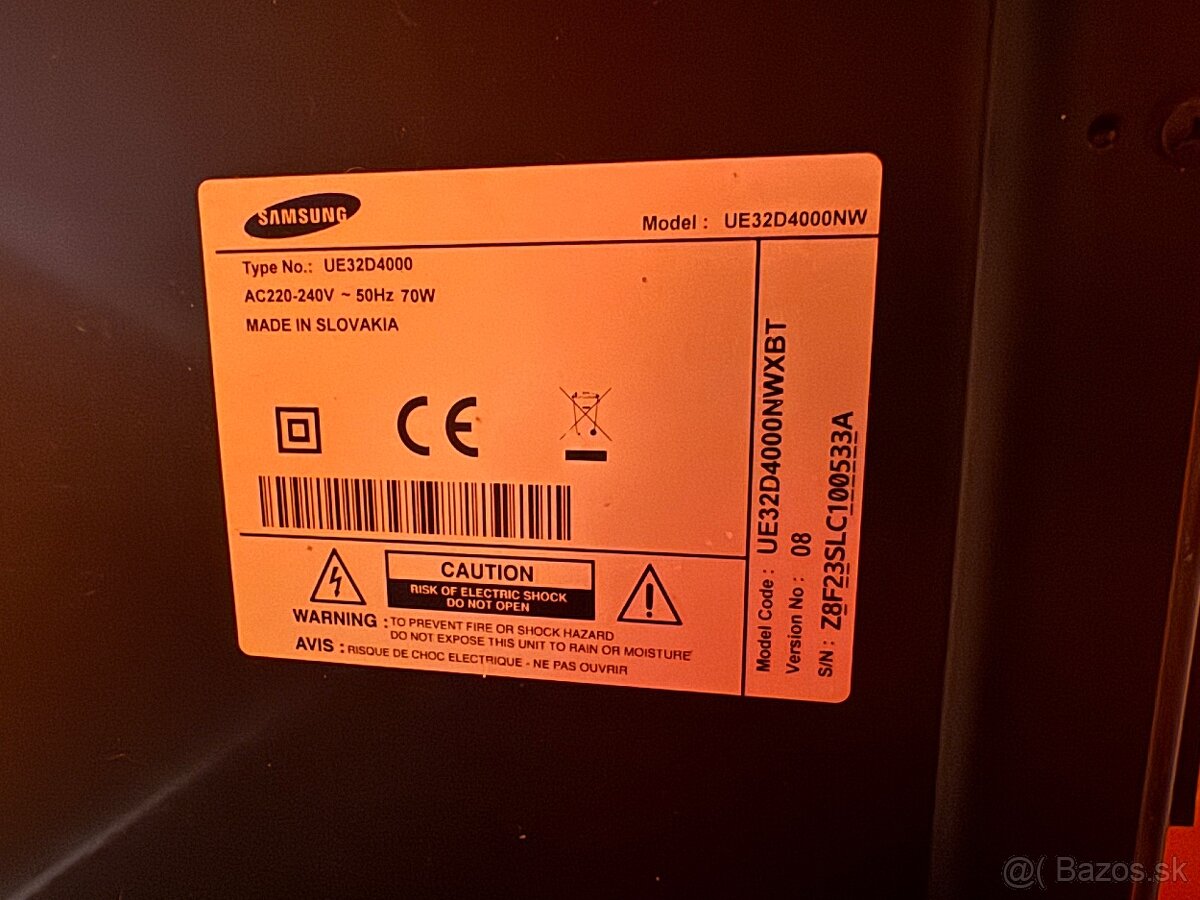 SAMSUNG
Model : UE32D4000NW
Type No.: UE32D4000
AC220-240V ~ 50Hz 70W
MADE IN SLOVAKIA
CE
CAUTION
RISK OF ELECTRIC SHOCK
DO NOT OPEN
WARNING : TO PREVENT FIRE OR SHOCK HAZARD
DO NOT EXPOSE THIS UNIT TO RAIN OR MOISTURE
AVIS : RISQUE DE CHOC ELECTRIQUE - NE PAS OUVRIR
Model Code : UE32D4000NWXBT
Version No : 08
S/N : Z8F23SLC100533A
@( Bazos.sk